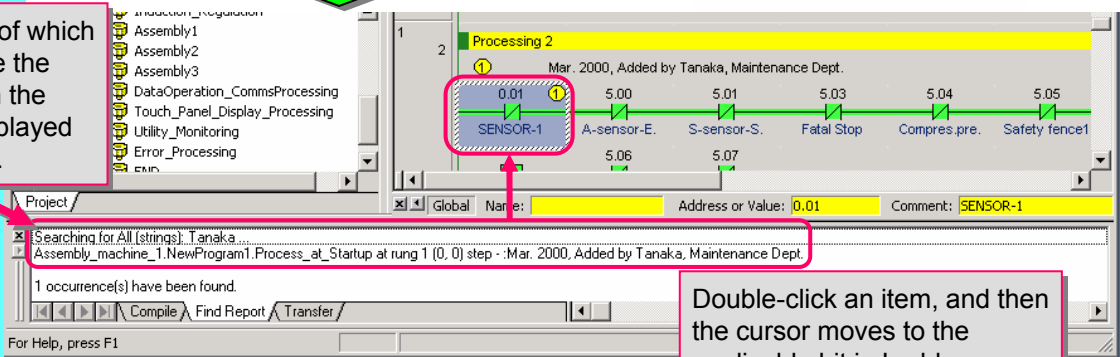 of which
e the
n the
played
Induction_Regulation
Assembly1
Assembly2
Assembly3
DataOperation_CommsProcessing
Touch_Panel_Display_Processing
Utility_Monitoring
Error_Processing
END
Project
1
2
Processing 2
1 Mar. 2000, Added by Tanaka, Maintenance Dept.
0.01 1 5.00 5.01 5.03 5.04 5.05
SENSOR-1 A-sensor-E. S-sensor-S. Fatal Stop Compres.pre. Safety fence1
5.06 5.07
Global Name: Address or Value: 0.01 Comment: SENSOR-1
Searching for All (strings): Tanaka ...
Assembly_machine_1.NewProgram1.Process_at_Startup at rung 1 (0, 0) step - :Mar. 2000, Added by Tanaka, Maintenance Dept.
1 occurrence(s) have been found.
Compile Find Report Transfer
For Help, press F1
Double-click an item, and then
the cursor moves to the